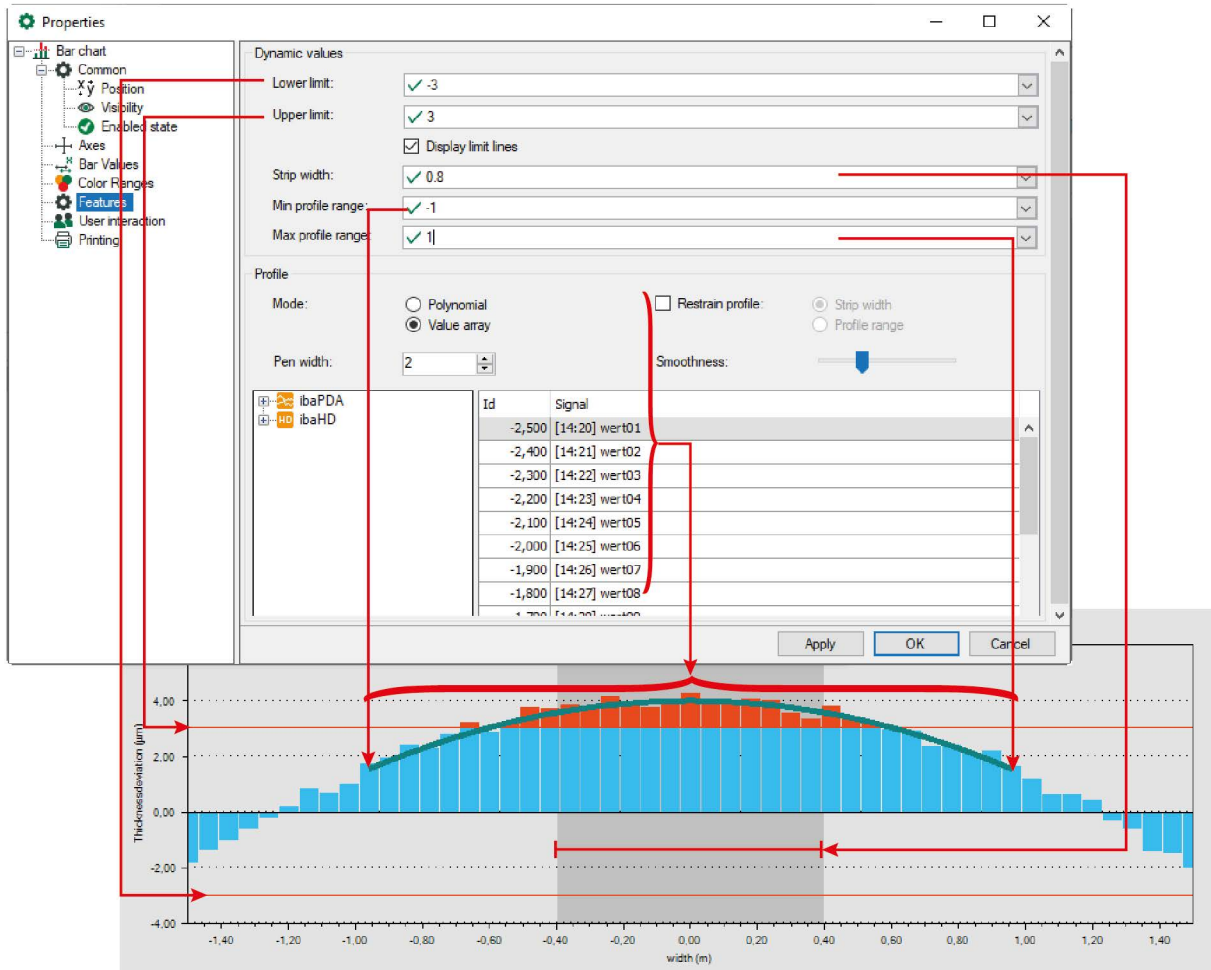 Properties
Bar chart
Common
Position
Visibility
Enabled state
Axes
Bar Values
Color Ranges
Features
User interaction
Printing
Dynamic values
Lower limit: -3
Upper limit: 3
Display limit lines
Strip width: 0.8
Min profile range: -1
Max profile range: 1
Profile
Mode: Polynomial Restrain profile: Strip width
Value array Profile range
Pen width: 2 Smoothness:
ibaPDA
HD ibaHD
Id Signal
-2,500 [14:20] wert01
-2,400 [14:21] wert02
-2,300 [14:22] wert03
-2,200 [14:23] wert04
-2,100 [14:24] wert05
-2,000 [14:25] wert06
-1,900 [14:26] wert07
-1,800 [14:27] wert08
Apply OK Cancel
Thicknessdeviation (µm)
4,00
2,00
0,00
-2,00
-4,00
-1,40 -1,20 -1,00 -0,80 -0,60 -0,40 -0,20 0,00 0,20 0,40 0,60 0,80 1,00 1,20 1,40
width (m)